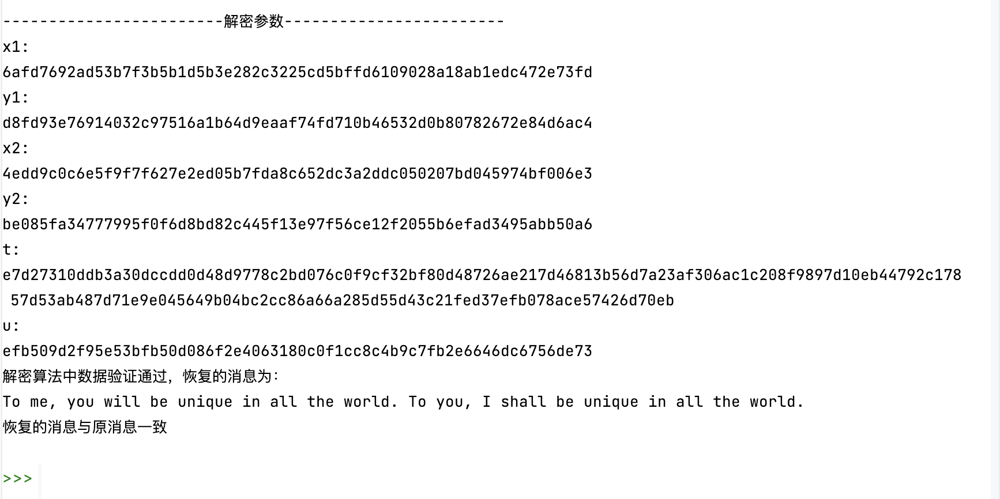 ------------------------解密参数------------------------
x1:
6afd7692ad53b7f3b5b1d5b3e282c3225cd5bffd6109028a18ab1edc472e73fd
y1:
d8fd93e76914032c97516a1b64d9eaaf74fd710b46532d0b80782672e84d6ac4
x2:
4edd9c0c6e5f9f7f627e2ed05b7fda8c652dc3a2ddc050207bd045974bf006e3
y2:
be085fa34777995f0f6d8bd82c445f13e97f56ce12f2055b6efad3495abb50a6
t:
e7d27310ddb3a30dccdd0d48d9778c2bd076c0f9cf32bf80d48726ae217d46813b56d7a23af306ac1c208f9897d10eb44792c178
57d53ab487d71e9e045649b04bc2cc86a66a285d55d43c21fed37efb078ace57426d70eb
u:
efb509d2f95e53bfb50d086f2e4063180c0f1cc8c4b9c7fb2e6646dc6756de73
解密算法中数据验证通过，恢复的消息为：
To me, you will be unique in all the world. To you, I shall be unique in all the world.
恢复的消息与原消息一致
>>>